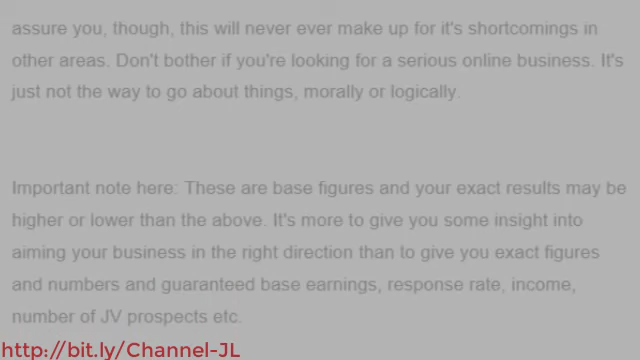 assure you, though, this will never ever make up for it's shortcomings in
other areas. Don't bother if you're looking for a serious online business. It's
just not the way to go about things, morally or logically.
Important note here: These are base figures and your exact results may be
higher or lower than the above. It's more to give you some insight into
aiming your business in the right direction than to give you exact figures
and numbers and guaranteed base earnings, response rate, income,
number of JV prospects etc.
http://bit.ly/Channel-JL